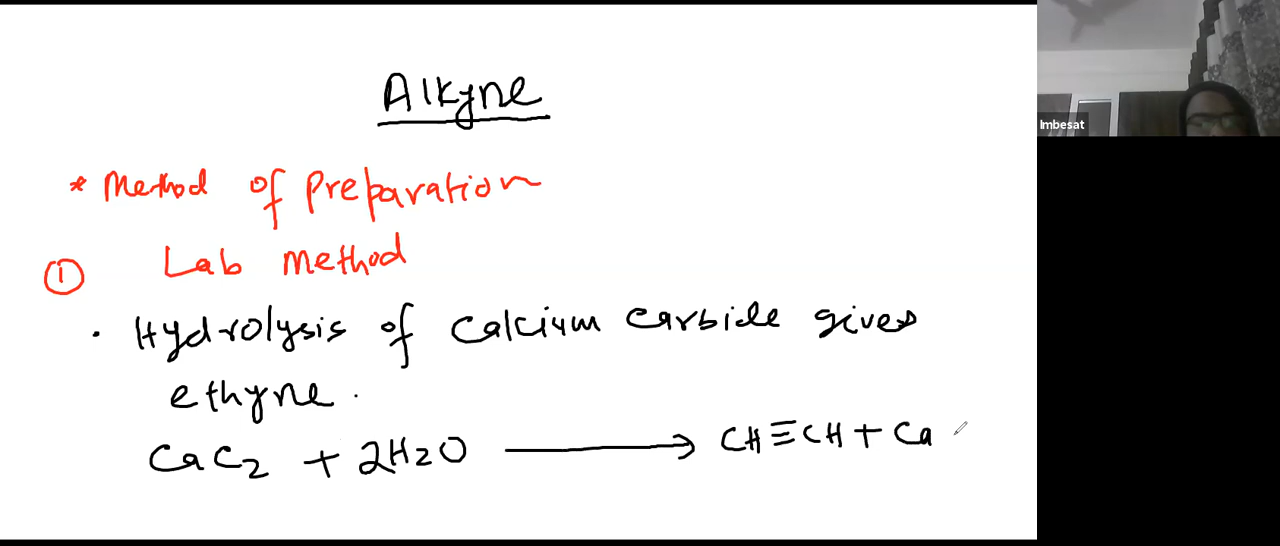 Alkyne
* Method of Preparation
① Lab Method
. Hydrolysis of Calcium Carbide gives
ethyne.
CaC2 + 2H2O ⟶ CH≡CH + Ca
Imbesat